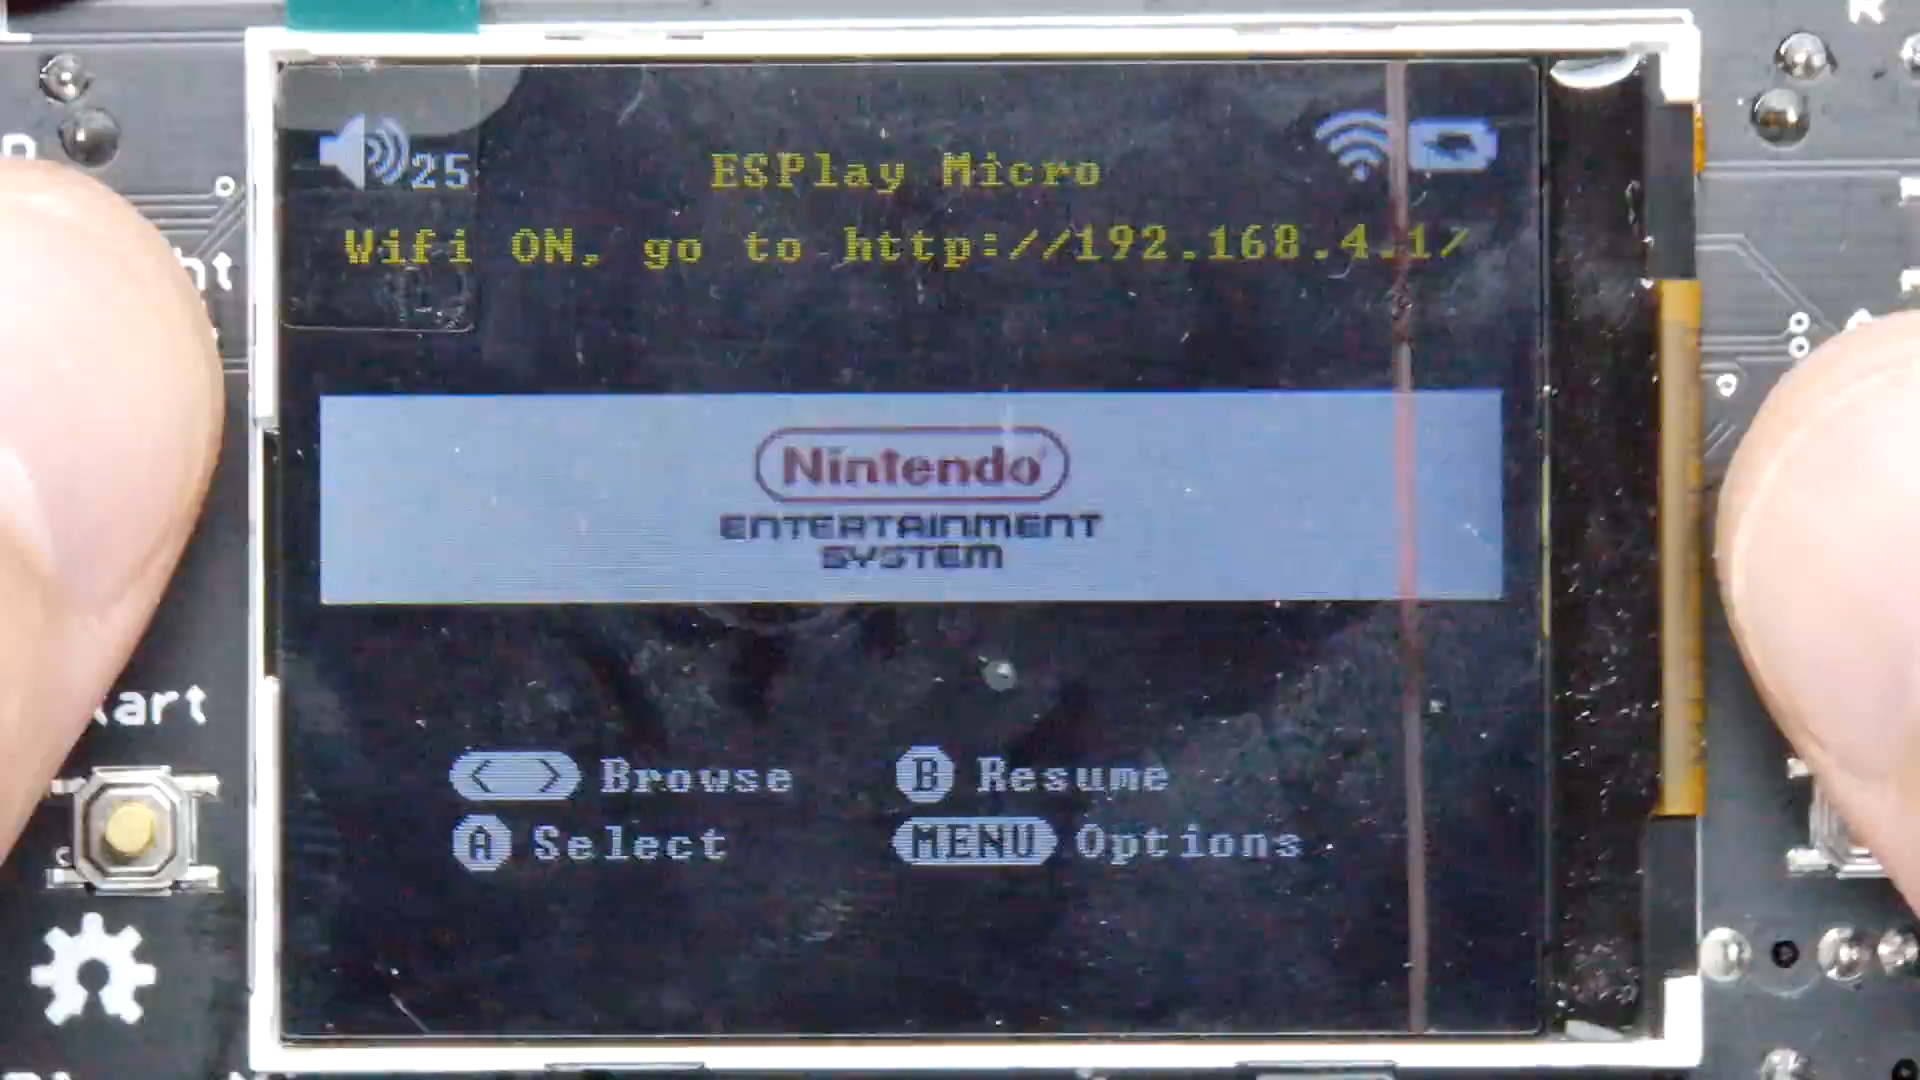 25
ESPlay Micro
Wifi ON, go to http://192.168.4.1/
Nintendo
ENTERTAINMENT
SYSTEM
< > Browse
B Resume
A Select
MENU Options